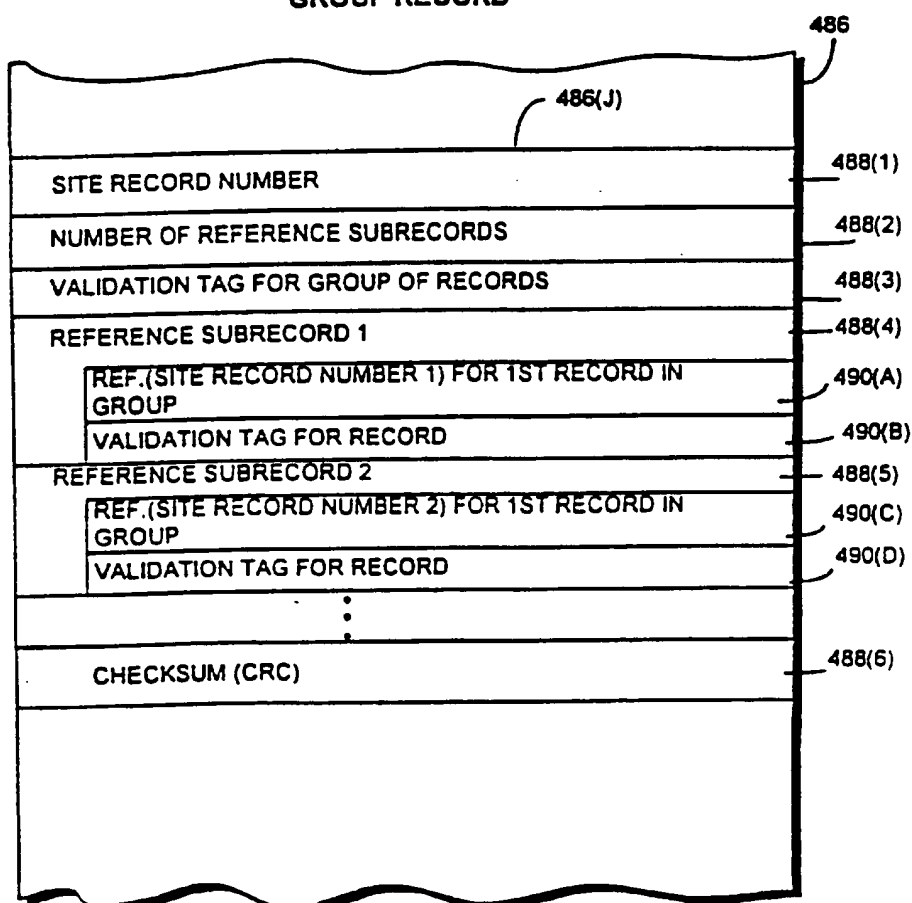 GROUP RECORD
486
486(J)
SITE RECORD NUMBER 488(1)
NUMBER OF REFERENCE SUBRECORDS 488(2)
VALIDATION TAG FOR GROUP OF RECORDS 488(3)
REFERENCE SUBRECORD 1 488(4)
REF.(SITE RECORD NUMBER 1) FOR 1ST RECORD IN 490(A)
GROUP
VALIDATION TAG FOR RECORD 490(B)
REFERENCE SUBRECORD 2 488(5)
REF.(SITE RECORD NUMBER 2) FOR 1ST RECORD IN 490(C)
GROUP
VALIDATION TAG FOR RECORD 490(D)
CHECKSUM (CRC) 488(6)